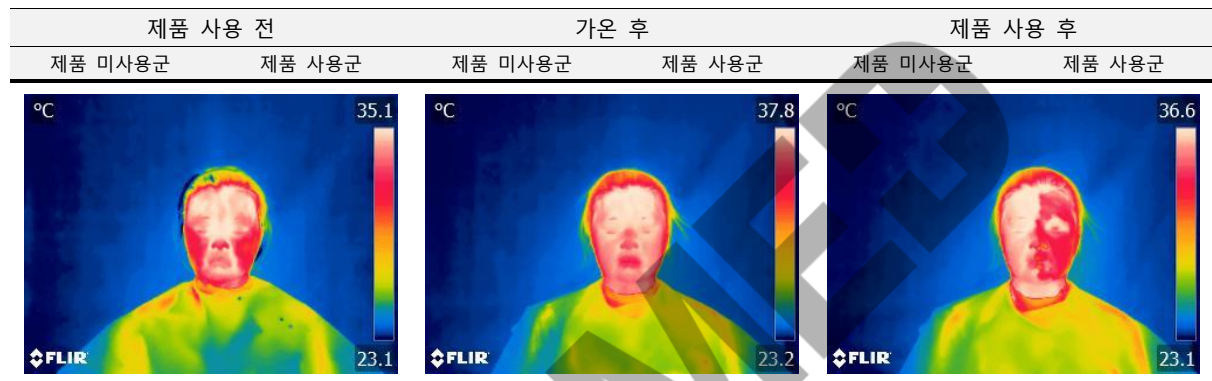 제품 사용 전 가온 후 제품 사용 후
제품 미사용군 제품 사용군 제품 미사용군 제품 사용군 제품 미사용군 제품 사용군
°C 35.1 °C 37.8 °C 36.6
FLIR 23.1 FLIR 23.2 FLIR 23.1